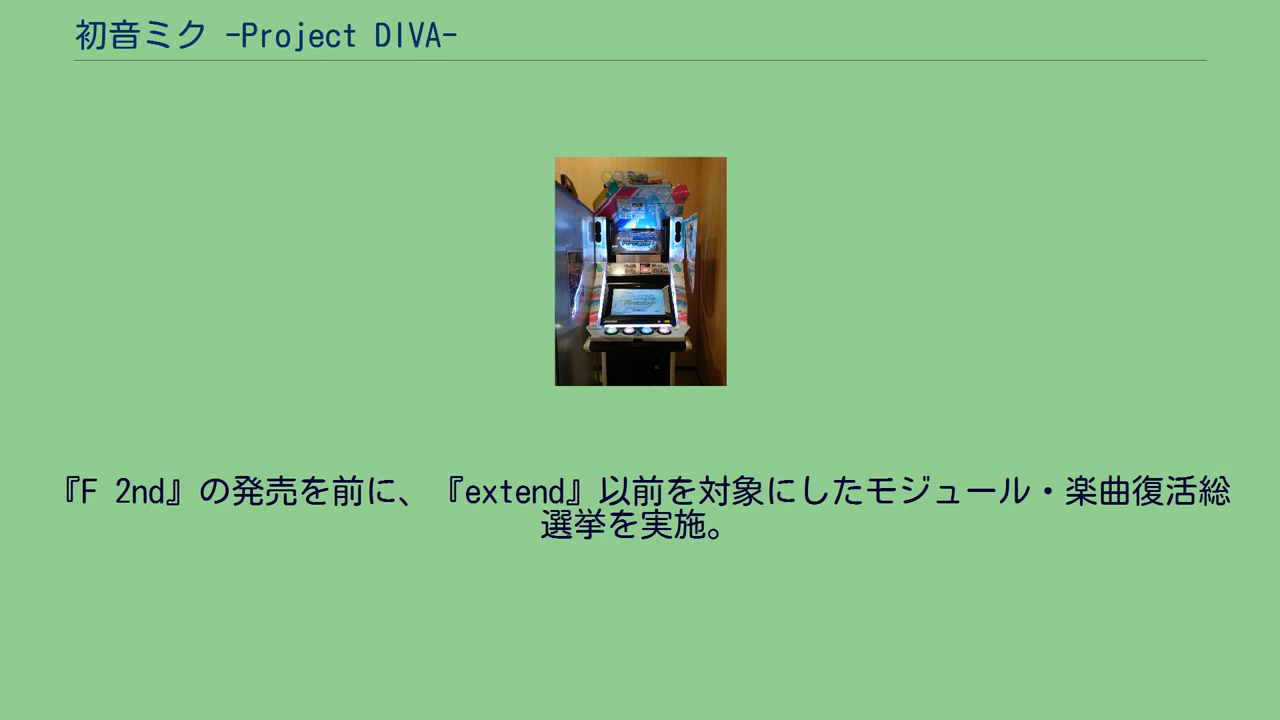 初音ミク -Project DIVA-
『F 2nd』の発売を前に、『extend』以前を対象にしたモジュール・楽曲復活総
選挙を実施。